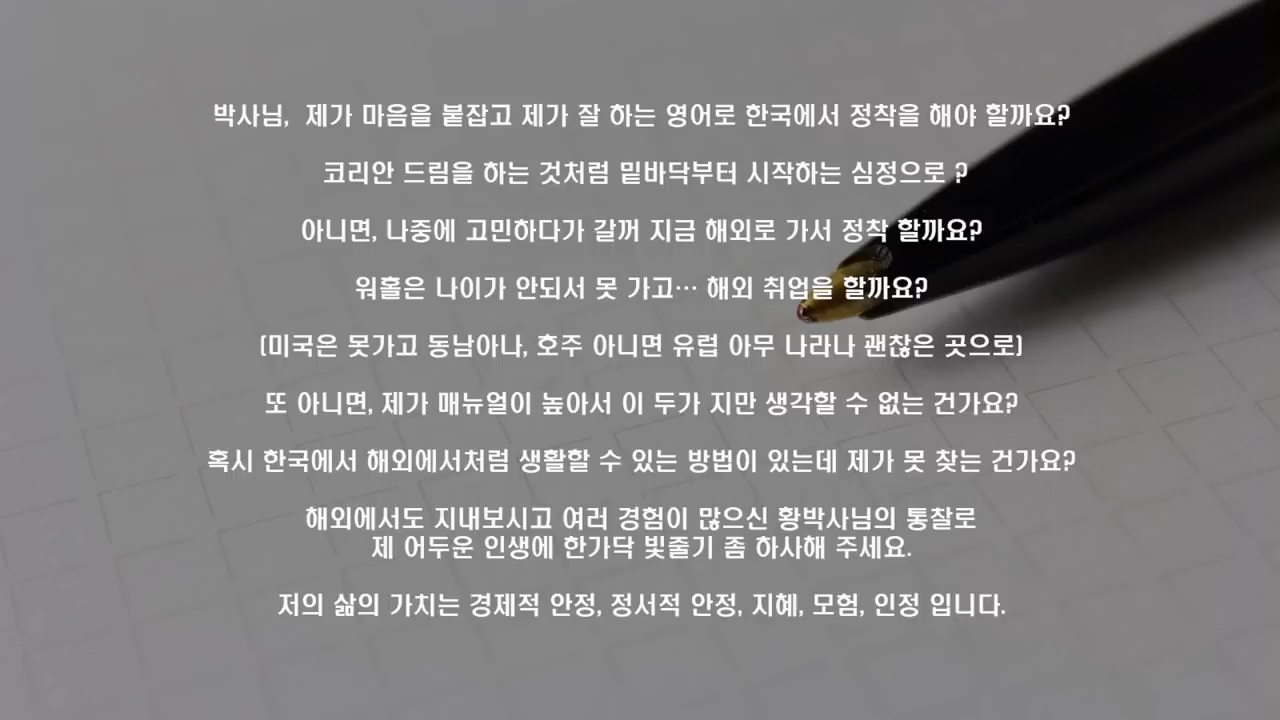 박사님,  제가 마음을 붙잡고 제가 잘 하는 영어로 한국에서 정착을 해야 할까요?
코리안 드림을 하는 것처럼 밑바닥부터 시작하는 심정으로 ?
아니면, 나중에 고민하다가 갈꺼 지금 해외로 가서 정착 할까요?
워홀은 나이가 안되서 못 가고… 해외 취업을 할까요?
(미국은 못가고 동남아나, 호주 아니면 유럽 아무 나라나 괜찮은 곳으로)
또 아니면, 제가 매뉴얼이 높아서 이 두가 지만 생각할 수 없는 건가요?
혹시 한국에서 해외에서처럼 생활할 수 있는 방법이 있는데 제가 못 찾는 건가요?
해외에서도 지내보시고 여러 경험이 많으신 황박사님의 통찰로
제 어두운 인생에 한가닥 빛줄기 좀 하사해 주세요.
저의 삶의 가치는 경제적 안정, 정서적 안정, 지혜, 모험, 인정 입니다.